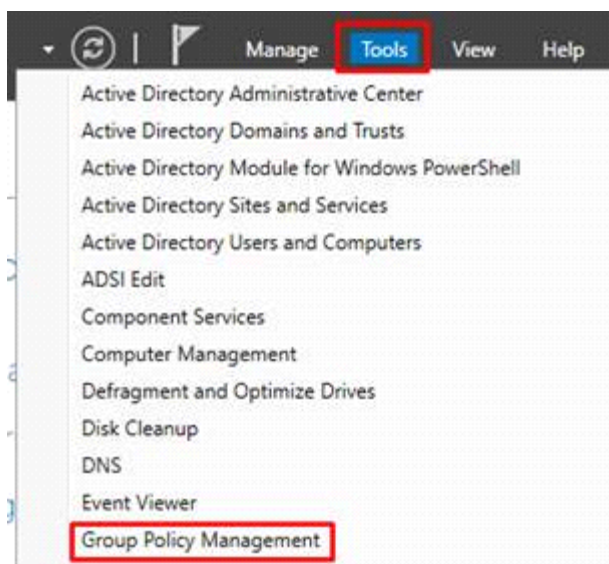 Manage Tools View Help
Active Directory Administrative Center
Active Directory Domains and Trusts
Active Directory Module for Windows PowerShell
Active Directory Sites and Services
Active Directory Users and Computers
ADSI Edit
Component Services
Computer Management
Defragment and Optimize Drives
Disk Cleanup
DNS
Event Viewer
Group Policy Management